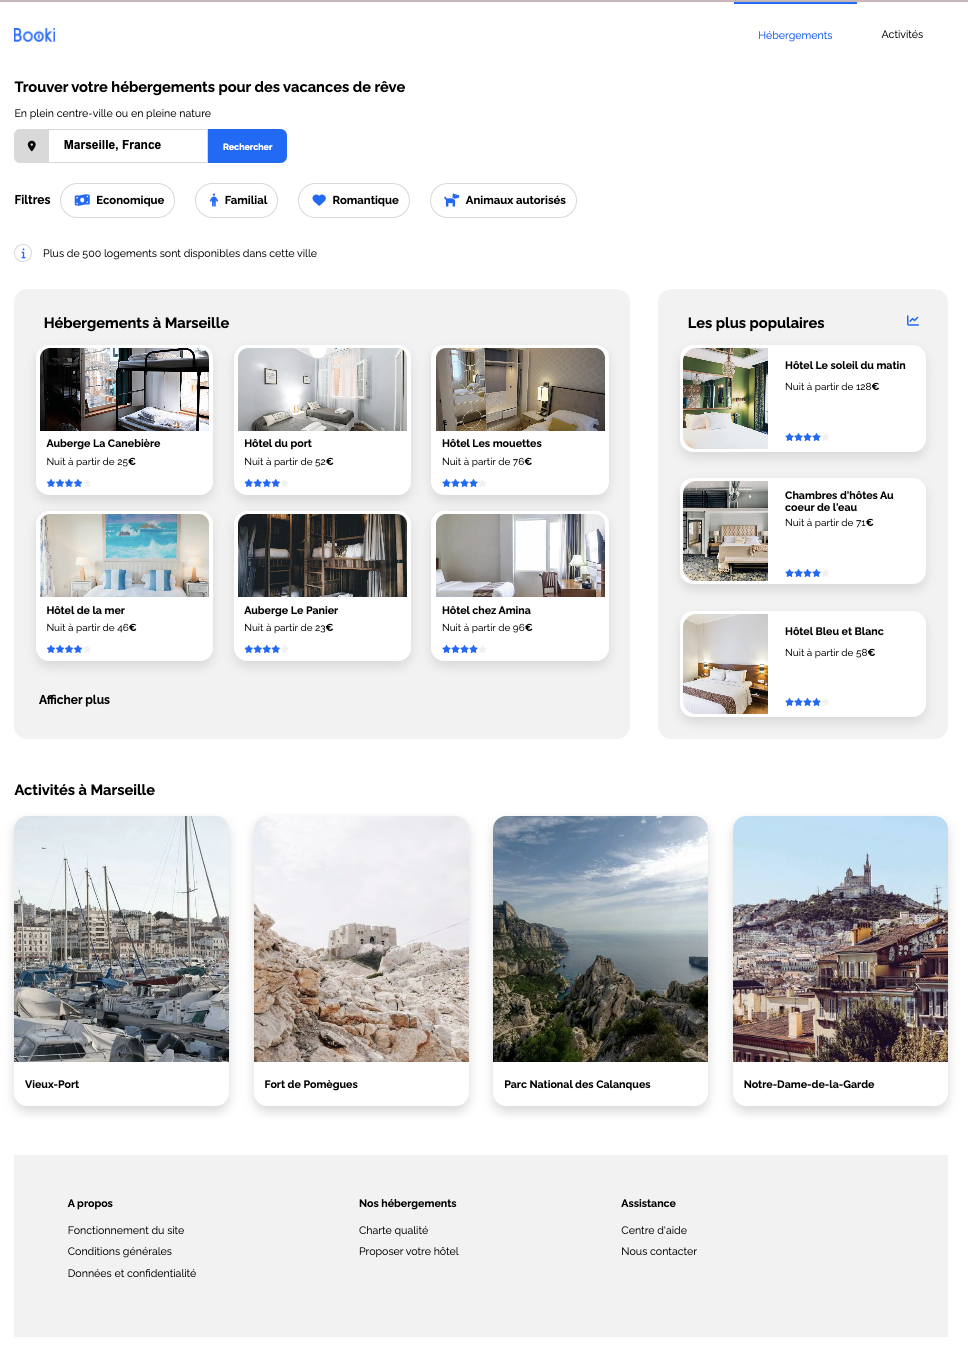 Booki
Hébergements
Activités
Trouver votre hébergements pour des vacances de rêve
En plein centre-ville ou en pleine nature
Marseille, France
Rechercher
Filtres
Economique
Familial
Romantique
Animaux autorisés
Plus de 500 logements sont disponibles dans cette ville
Hébergements à Marseille
Auberge La Canebière
Nuit à partir de 25€
Hôtel du port
Nuit à partir de 52€
Hôtel Les mouettes
Nuit à partir de 76€
Hôtel de la mer
Nuit à partir de 46€
Auberge Le Panier
Nuit à partir de 23€
Hôtel chez Amina
Nuit à partir de 96€
Afficher plus
Les plus populaires
Hôtel Le soleil du matin
Nuit à partir de 128€
Chambres d'hôtes Au
coeur de l'eau
Nuit à partir de 71€
Hôtel Bleu et Blanc
Nuit à partir de 58€
Activités à Marseille
Vieux-Port
Fort de Pomègues
Parc National des Calanques
Notre-Dame-de-la-Garde
A propos
Fonctionnement du site
Conditions générales
Données et confidentialité
Nos hébergements
Charte qualité
Proposer votre hôtel
Assistance
Centre d'aide
Nous contacter